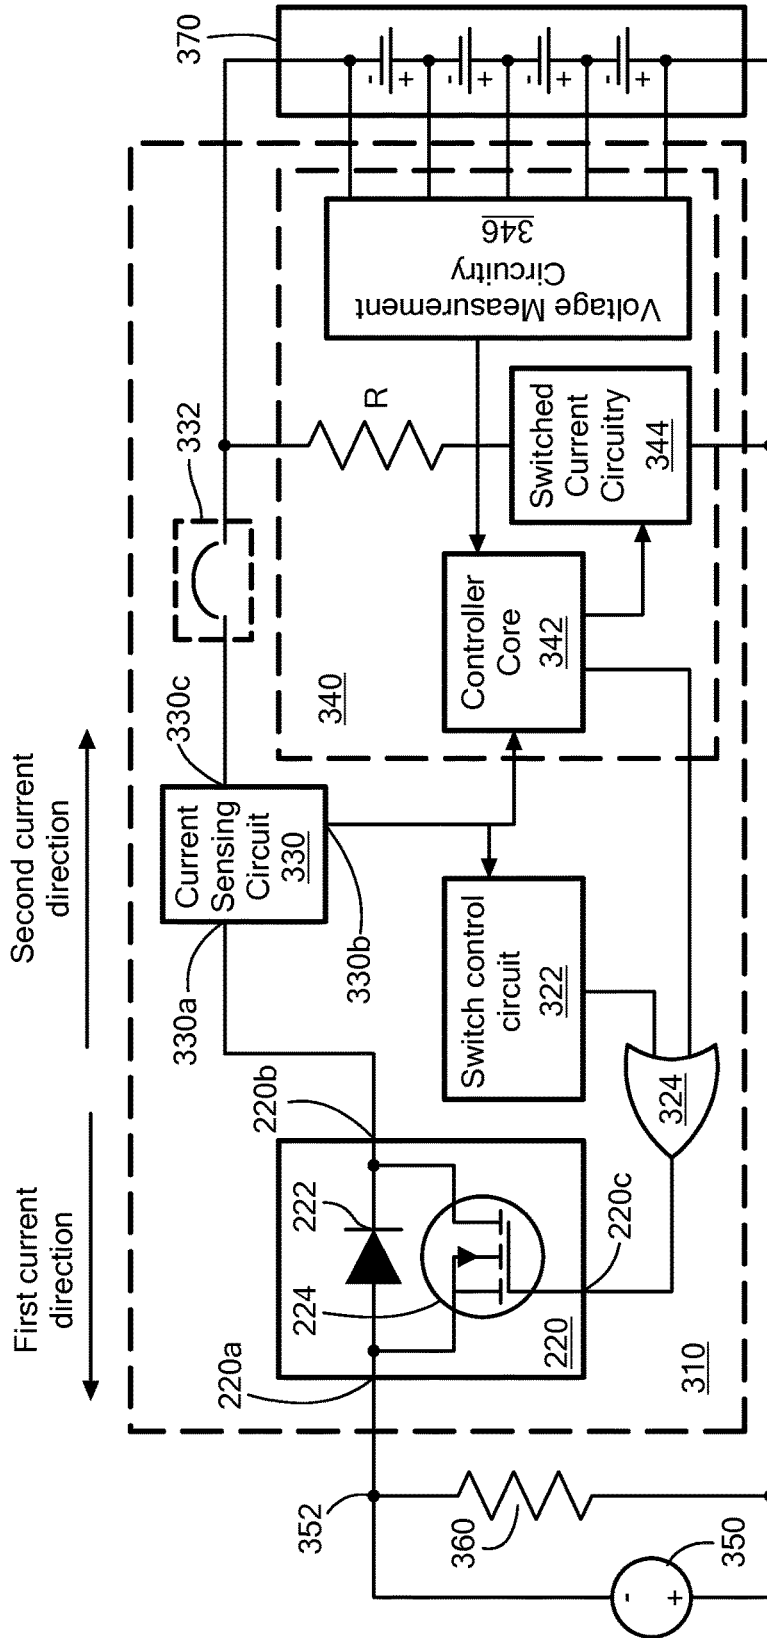 First current
direction
Second current
direction
370
332
330c
330a
330b
Current
Sensing
Circuit
330
340
R
Voltage Measurement
Circuitry
346
Switched
Current
Circuitry
344
Controller
Core
342
Switch control
circuit
322
324
220b
222
224
220a
220c
220
310
352
360
350
-
+
-
+
-
+
-
+
-
+